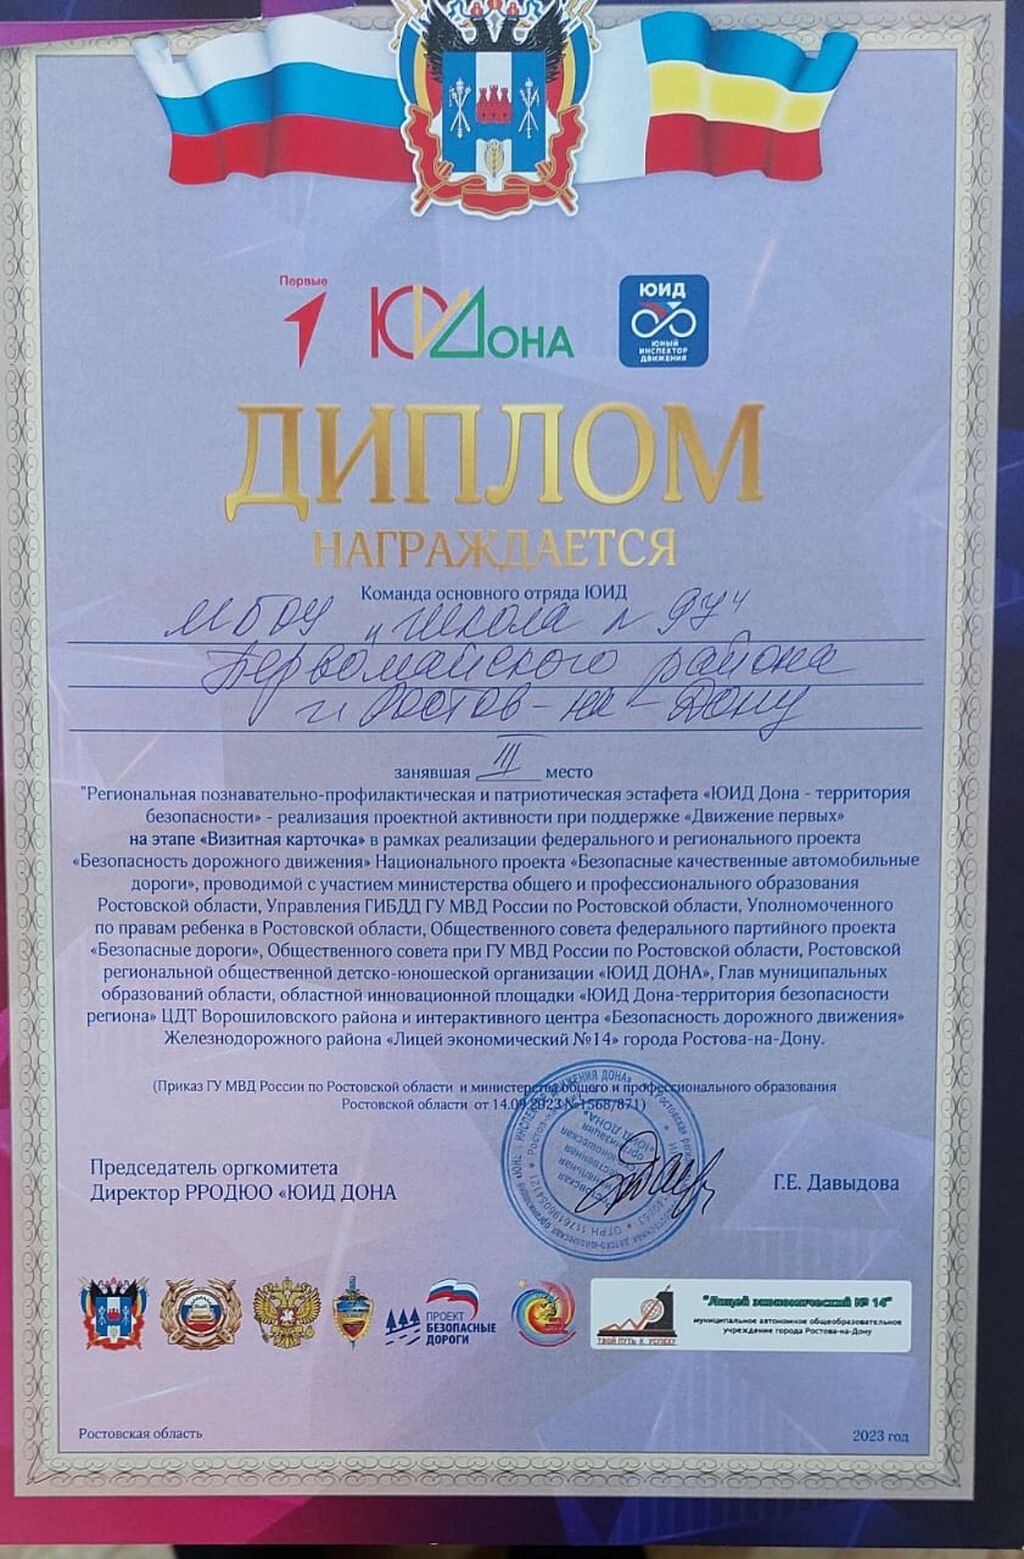 Первые
ЮИДОНА
ЮИД
ЮНЫЙ
ИНСПЕКТОР
ДВИЖЕНИЯ
ДИПЛОМ
НАГРАЖДАЕТСЯ
Команда основного отряда ЮИД
МБОУ "Школа № 97"
Первомайского района
г. Ростов-на-Дону
занявшая III место
"Региональная познавательно-профилактическая и патриотическая эстафета «ЮИД Дона - территория
безопасности» - реализация проектной активности при поддержке «Движение первых»
на этапе «Визитная карточка» в рамках реализации федерального и регионального проекта
«Безопасность дорожного движения» Национального проекта «Безопасные качественные автомобильные
дороги», проводимой с участием министерства общего и профессионального образования
Ростовской области, Управления ГИБДД ГУ МВД России по Ростовской области, Уполномоченного
по правам ребенка в Ростовской области, Общественного совета федерального партийного проекта
«Безопасные дороги», Общественного совета при ГУ МВД России по Ростовской области, Ростовской
региональной общественной детско-юношеской организации «ЮИД ДОНА», Глав муниципальных
образований области, областной инновационной площадки «ЮИД Дона-территория безопасности
региона» ЦДТ Ворошиловского района и интерактивного центра «Безопасность дорожного движения»
Железнодорожного района «Лицей экономический №14» города Ростова-на-Дону.
(Приказ ГУ МВД России по Ростовской области и министерства общего и профессионального образования
Ростовской области от 14.09.2023 №1568/871)
Председатель оргкомитета
Директор РРОДЮО «ЮИД ДОНА
Г.Е. Давыдова
ПРОЕКТ
БЕЗОПАСНЫЕ
ДОРОГИ
ТВОЙ ПУТЬ К УСПЕХУ
"Лицей экономический № 14"
муниципальное автономное общеобразовательное
учреждение города Ростова-на-Дону
Ростовская область
2023 год